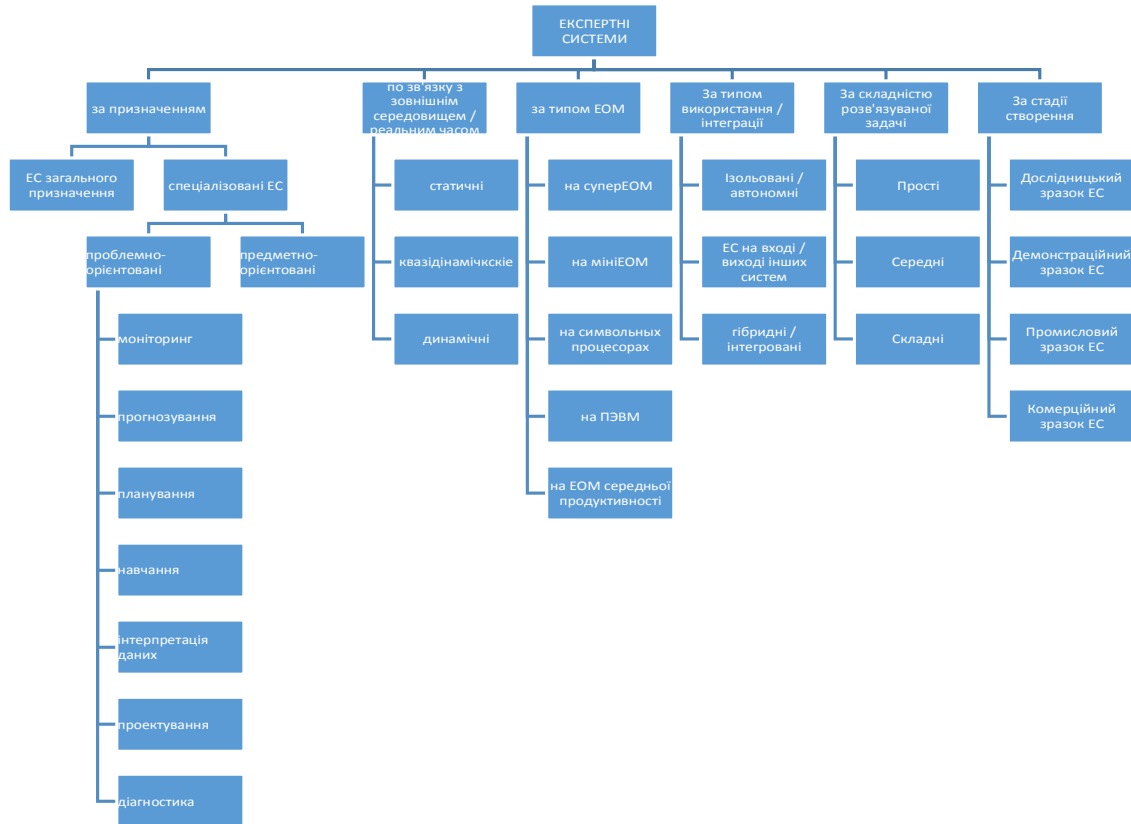 ЕКСПЕРТНІ
СИСТЕМИ
за призначенням
ЕС загального
призначення
спеціалізовані ЕС
проблемно-
орієнтовані
моніторинг
прогнозування
планування
навчання
інтерпретація
даних
проектування
діагностика
предметно-
орієнтовані
по зв'язку з
зовнішнім
середовищем /
реальним часом
статичні
квазідінамічкскіе
динамічні
за типом ЕОМ
на суперЕОМ
на мініЕОМ
на символьных
процесорах
на ПЭВМ
на ЕОМ середньої
продуктивності
За типом
використання /
інтеграції
Ізольовані /
автономні
ЕС на вході /
виході інших
систем
гібридні /
інтегровані
За складністю
розв'язуваної
задачі
Прості
Середні
Складні
За стадії
створення
Дослідницький
зразок ЕС
Демонстраційний
зразок ЕС
Промисловий
зразок ЕС
Комерційний
зразок ЕС